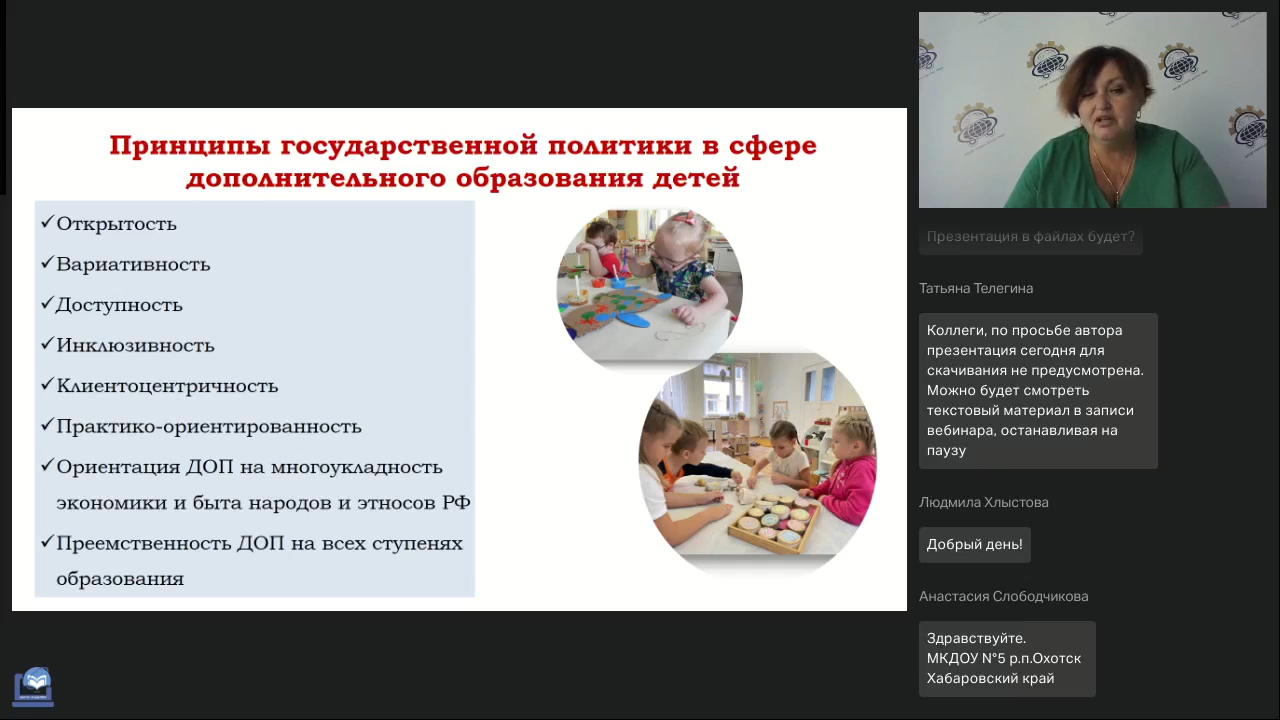 Принципы государственной политики в сфере
дополнительного образования детей
✓Открытость
✓Вариативность
✓Доступность
✓Инклюзивность
✓Клиентоцентричность
✓Практико-ориентированность
✓Ориентация ДОП на многоукладность
экономики и быта народов и этносов РФ
✓Преемственность ДОП на всех ступенях
образования
Презентация в файлах будет?
Татьяна Телегина
Коллеги, по просьбе автора
презентация сегодня для
скачивания не предусмотрена.
Можно будет смотреть
текстовый материал в записи
вебинара, останавливая на
паузу
Людмила Хлыстова
Добрый день!
Анастасия Слободчикова
Здравствуйте.
МКДОУ №5 р.п.Охотск
Хабаровский край